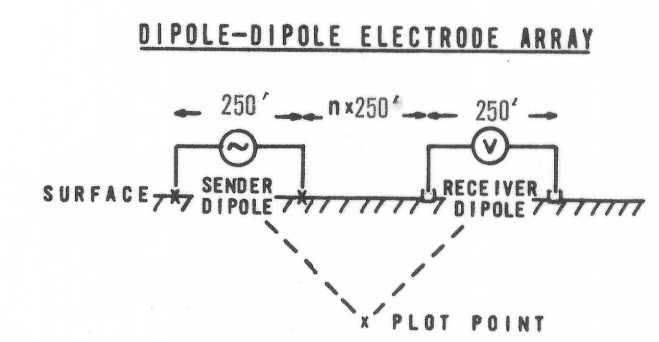 DIPOLE-DIPOLE ELECTRODE ARRAY
250' n×250' 250'
~ V
SURFACE x SENDER x RECEIVER
DIPOLE DIPOLE
x PLOT POINT